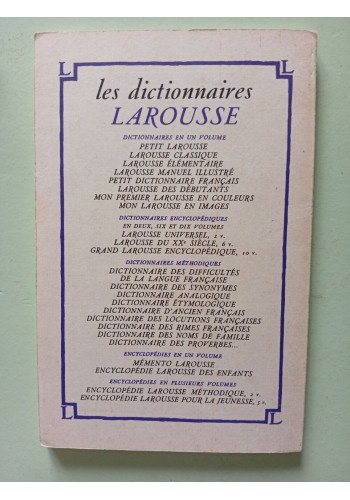 L L
les dictionnaires
LAROUSSE
DICTIONNAIRES EN UN VOLUME
PETIT LAROUSSE
LAROUSSE CLASSIQUE
LAROUSSE ÉLÉMENTAIRE
LAROUSSE MANUEL ILLUSTRÉ
PETIT DICTIONNAIRE FRANÇAIS
LAROUSSE DES DÉBUTANTS
MON PREMIER LAROUSSE EN COULEURS
MON LAROUSSE EN IMAGES
DICTIONNAIRES ENCYCLOPÉDIQUES
EN DEUX, SIX ET DIX VOLUMES
LAROUSSE UNIVERSEL, 2 v.
LAROUSSE DU XXe SIÈCLE, 6 v.
GRAND LAROUSSE ENCYCLOPÉDIQUE, 10 v.
DICTIONNAIRES MÉTHODIQUES
DICTIONNAIRE DES DIFFICULTÉS
DE LA LANGUE FRANÇAISE
DICTIONNAIRE DES SYNONYMES
DICTIONNAIRE ANALOGIQUE
DICTIONNAIRE ÉTYMOLOGIQUE
DICTIONNAIRE D'ANCIEN FRANÇAIS
DICTIONNAIRE DES LOCUTIONS FRANÇAISES
DICTIONNAIRE DES RIMES FRANÇAISES
DICTIONNAIRE DES NOMS DE FAMILLE
DICTIONNAIRE DES PROVERBES...
ENCYCLOPÉDIES EN UN VOLUME
MÉMENTO LAROUSSE
ENCYCLOPÉDIE LAROUSSE DES ENFANTS
ENCYCLOPÉDIES EN PLUSIEURS VOLUMES
ENCYCLOPÉDIE LAROUSSE MÉTHODIQUE, 2 v.
ENCYCLOPÉDIE LAROUSSE POUR LA JEUNESSE, 3 v.
L L